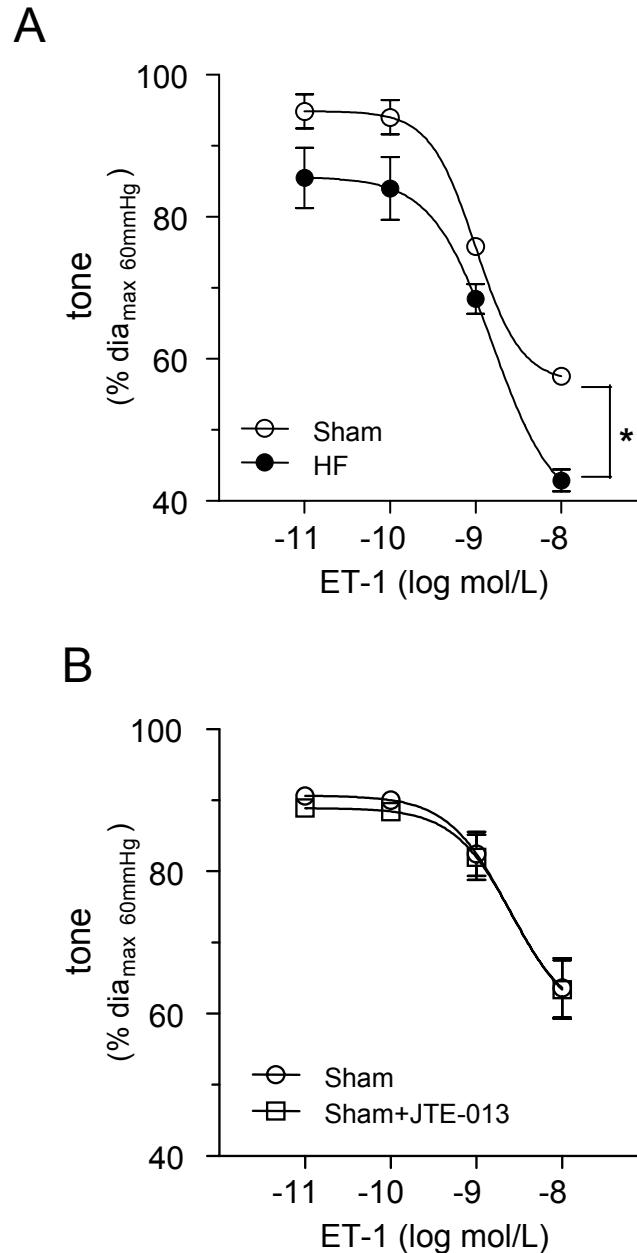 A
100
80
60
40
tone
(% dia max 60mmHg)
Sham
HF
*
-11 -10 -9 -8
ET-1 (log mol/L)
B
100
80
60
40
tone
(% dia max 60mmHg)
Sham
Sham+JTE-013
-11 -10 -9 -8
ET-1 (log mol/L)